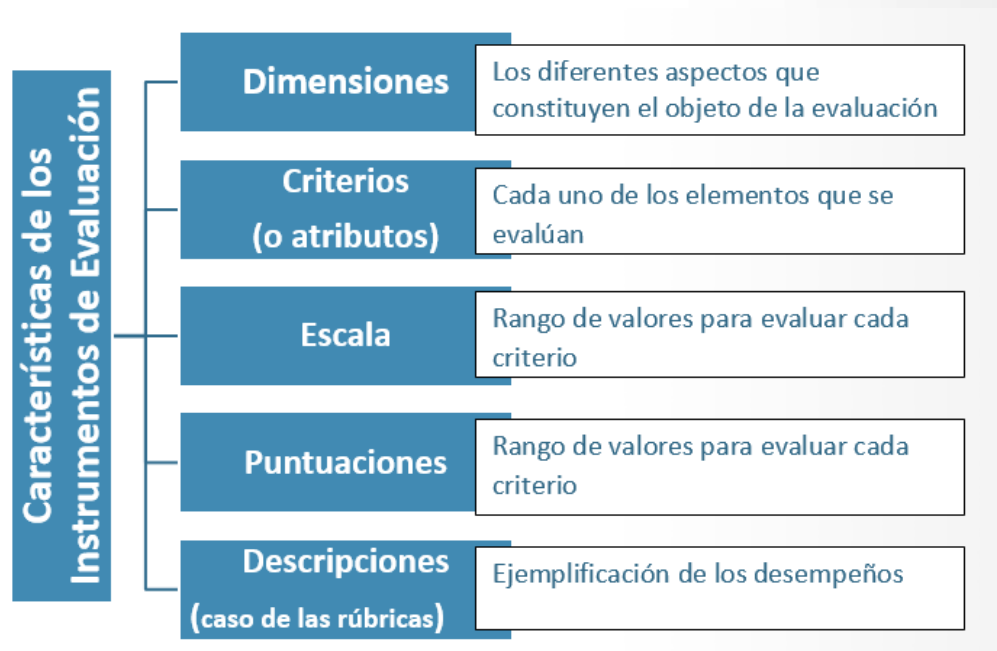 Características de los
Instrumentos de Evaluación
Dimensiones
Los diferentes aspectos que
constituyen el objeto de la evaluación
Criterios
(o atributos)
Cada uno de los elementos que se
evalúan
Escala
Rango de valores para evaluar cada
criterio
Puntuaciones
Rango de valores para evaluar cada
criterio
Descripciones
(caso de las rúbricas)
Ejemplificación de los desempeños